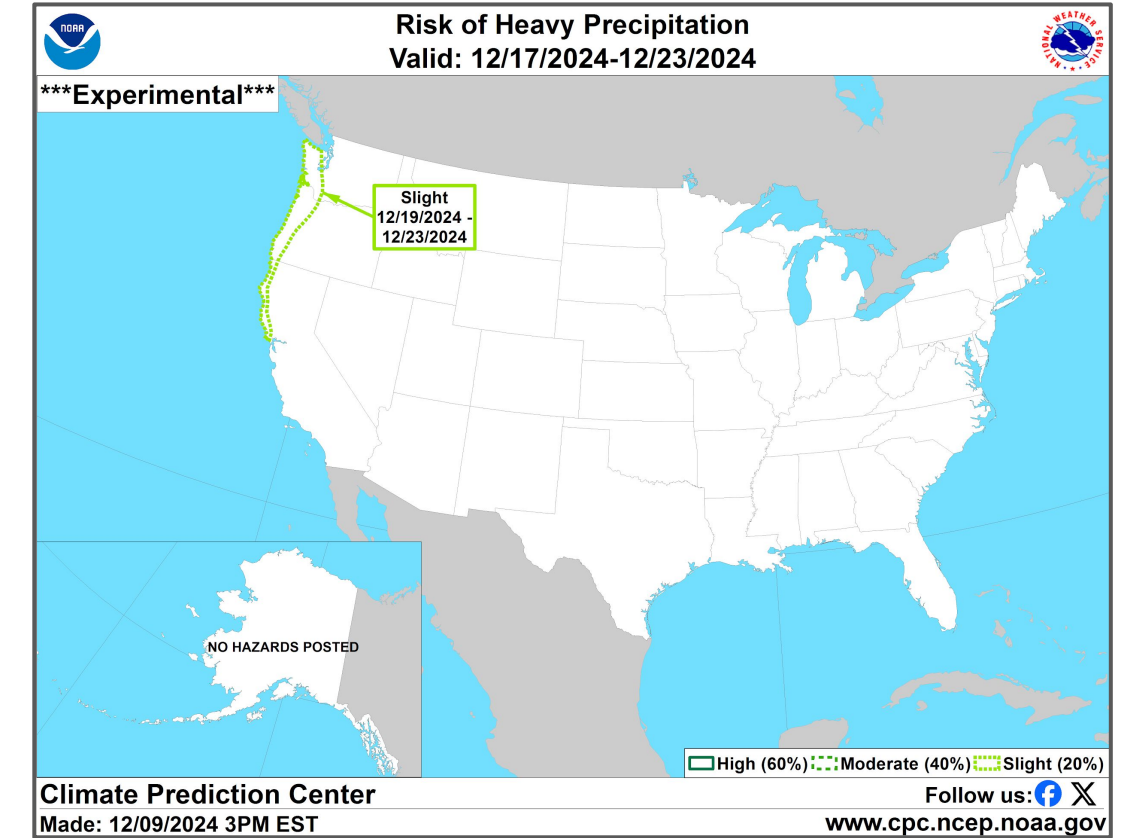 NOAA
Risk of Heavy Precipitation
Valid: 12/17/2024-12/23/2024
NATIONAL WEATHER SERVICE
***Experimental***
Slight
12/19/2024 -
12/23/2024
NO HAZARDS POSTED
High (60%) Moderate (40%) Slight (20%)
Climate Prediction Center
Follow us:
Made: 12/09/2024 3PM EST
www.cpc.ncep.noaa.gov